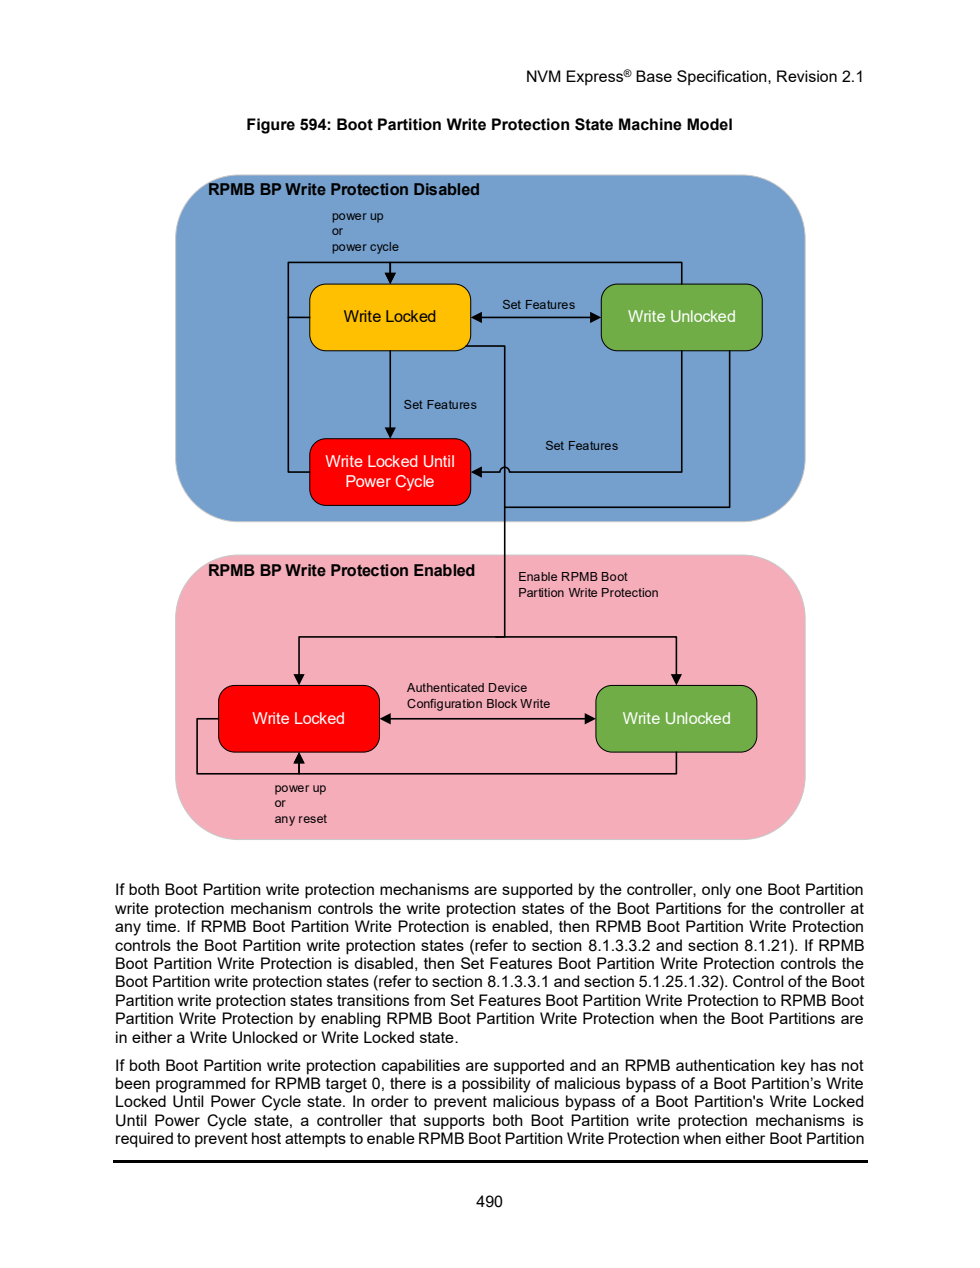 NVM Express® Base Specification, Revision 2.1
Figure 594: Boot Partition Write Protection State Machine Model
RPMB BP Write Protection Disabled
power up
or
power cycle
Write Locked
Set Features
Write Unlocked
Set Features
Set Features
Write Locked Until
Power Cycle
RPMB BP Write Protection Enabled
Enable RPMB Boot
Partition Write Protection
Authenticated Device
Configuration Block Write
Write Locked
Write Unlocked
power up
or
any reset
If both Boot Partition write protection mechanisms are supported by the controller, only one Boot Partition
write protection mechanism controls the write protection states of the Boot Partitions for the controller at
any time. If RPMB Boot Partition Write Protection is enabled, then RPMB Boot Partition Write Protection
controls the Boot Partition write protection states (refer to section 8.1.3.3.2 and section 8.1.21). If RPMB
Boot Partition Write Protection is disabled, then Set Features Boot Partition Write Protection controls the
Boot Partition write protection states (refer to section 8.1.3.3.1 and section 5.1.25.1.32). Control of the Boot
Partition write protection states transitions from Set Features Boot Partition Write Protection to RPMB Boot
Partition Write Protection by enabling RPMB Boot Partition Write Protection when the Boot Partitions are
in either a Write Unlocked or Write Locked state.
If both Boot Partition write protection capabilities are supported and an RPMB authentication key has not
been programmed for RPMB target 0, there is a possibility of malicious bypass of a Boot Partition’s Write
Locked Until Power Cycle state. In order to prevent malicious bypass of a Boot Partition's Write Locked
Until Power Cycle state, a controller that supports both Boot Partition write protection mechanisms is
required to prevent host attempts to enable RPMB Boot Partition Write Protection when either Boot Partition
490